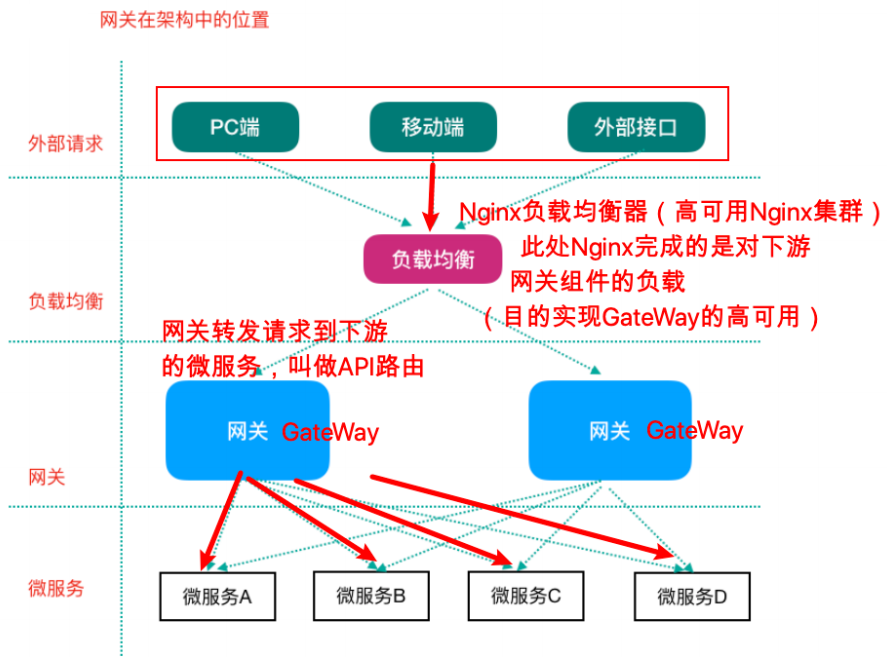 网关在架构中的位置
外部请求
PC端
移动端
外部接口
Nginx负载均衡器（高可用Nginx集群）
此处Nginx完成的是对下游
网关组件的负载
（目的实现GateWay的高可用）
负载均衡
负载均衡
网关转发请求到下游
的微服务，叫做API路由
网关 GateWay
网关 GateWay
网关
微服务
微服务A
微服务B
微服务C
微服务D